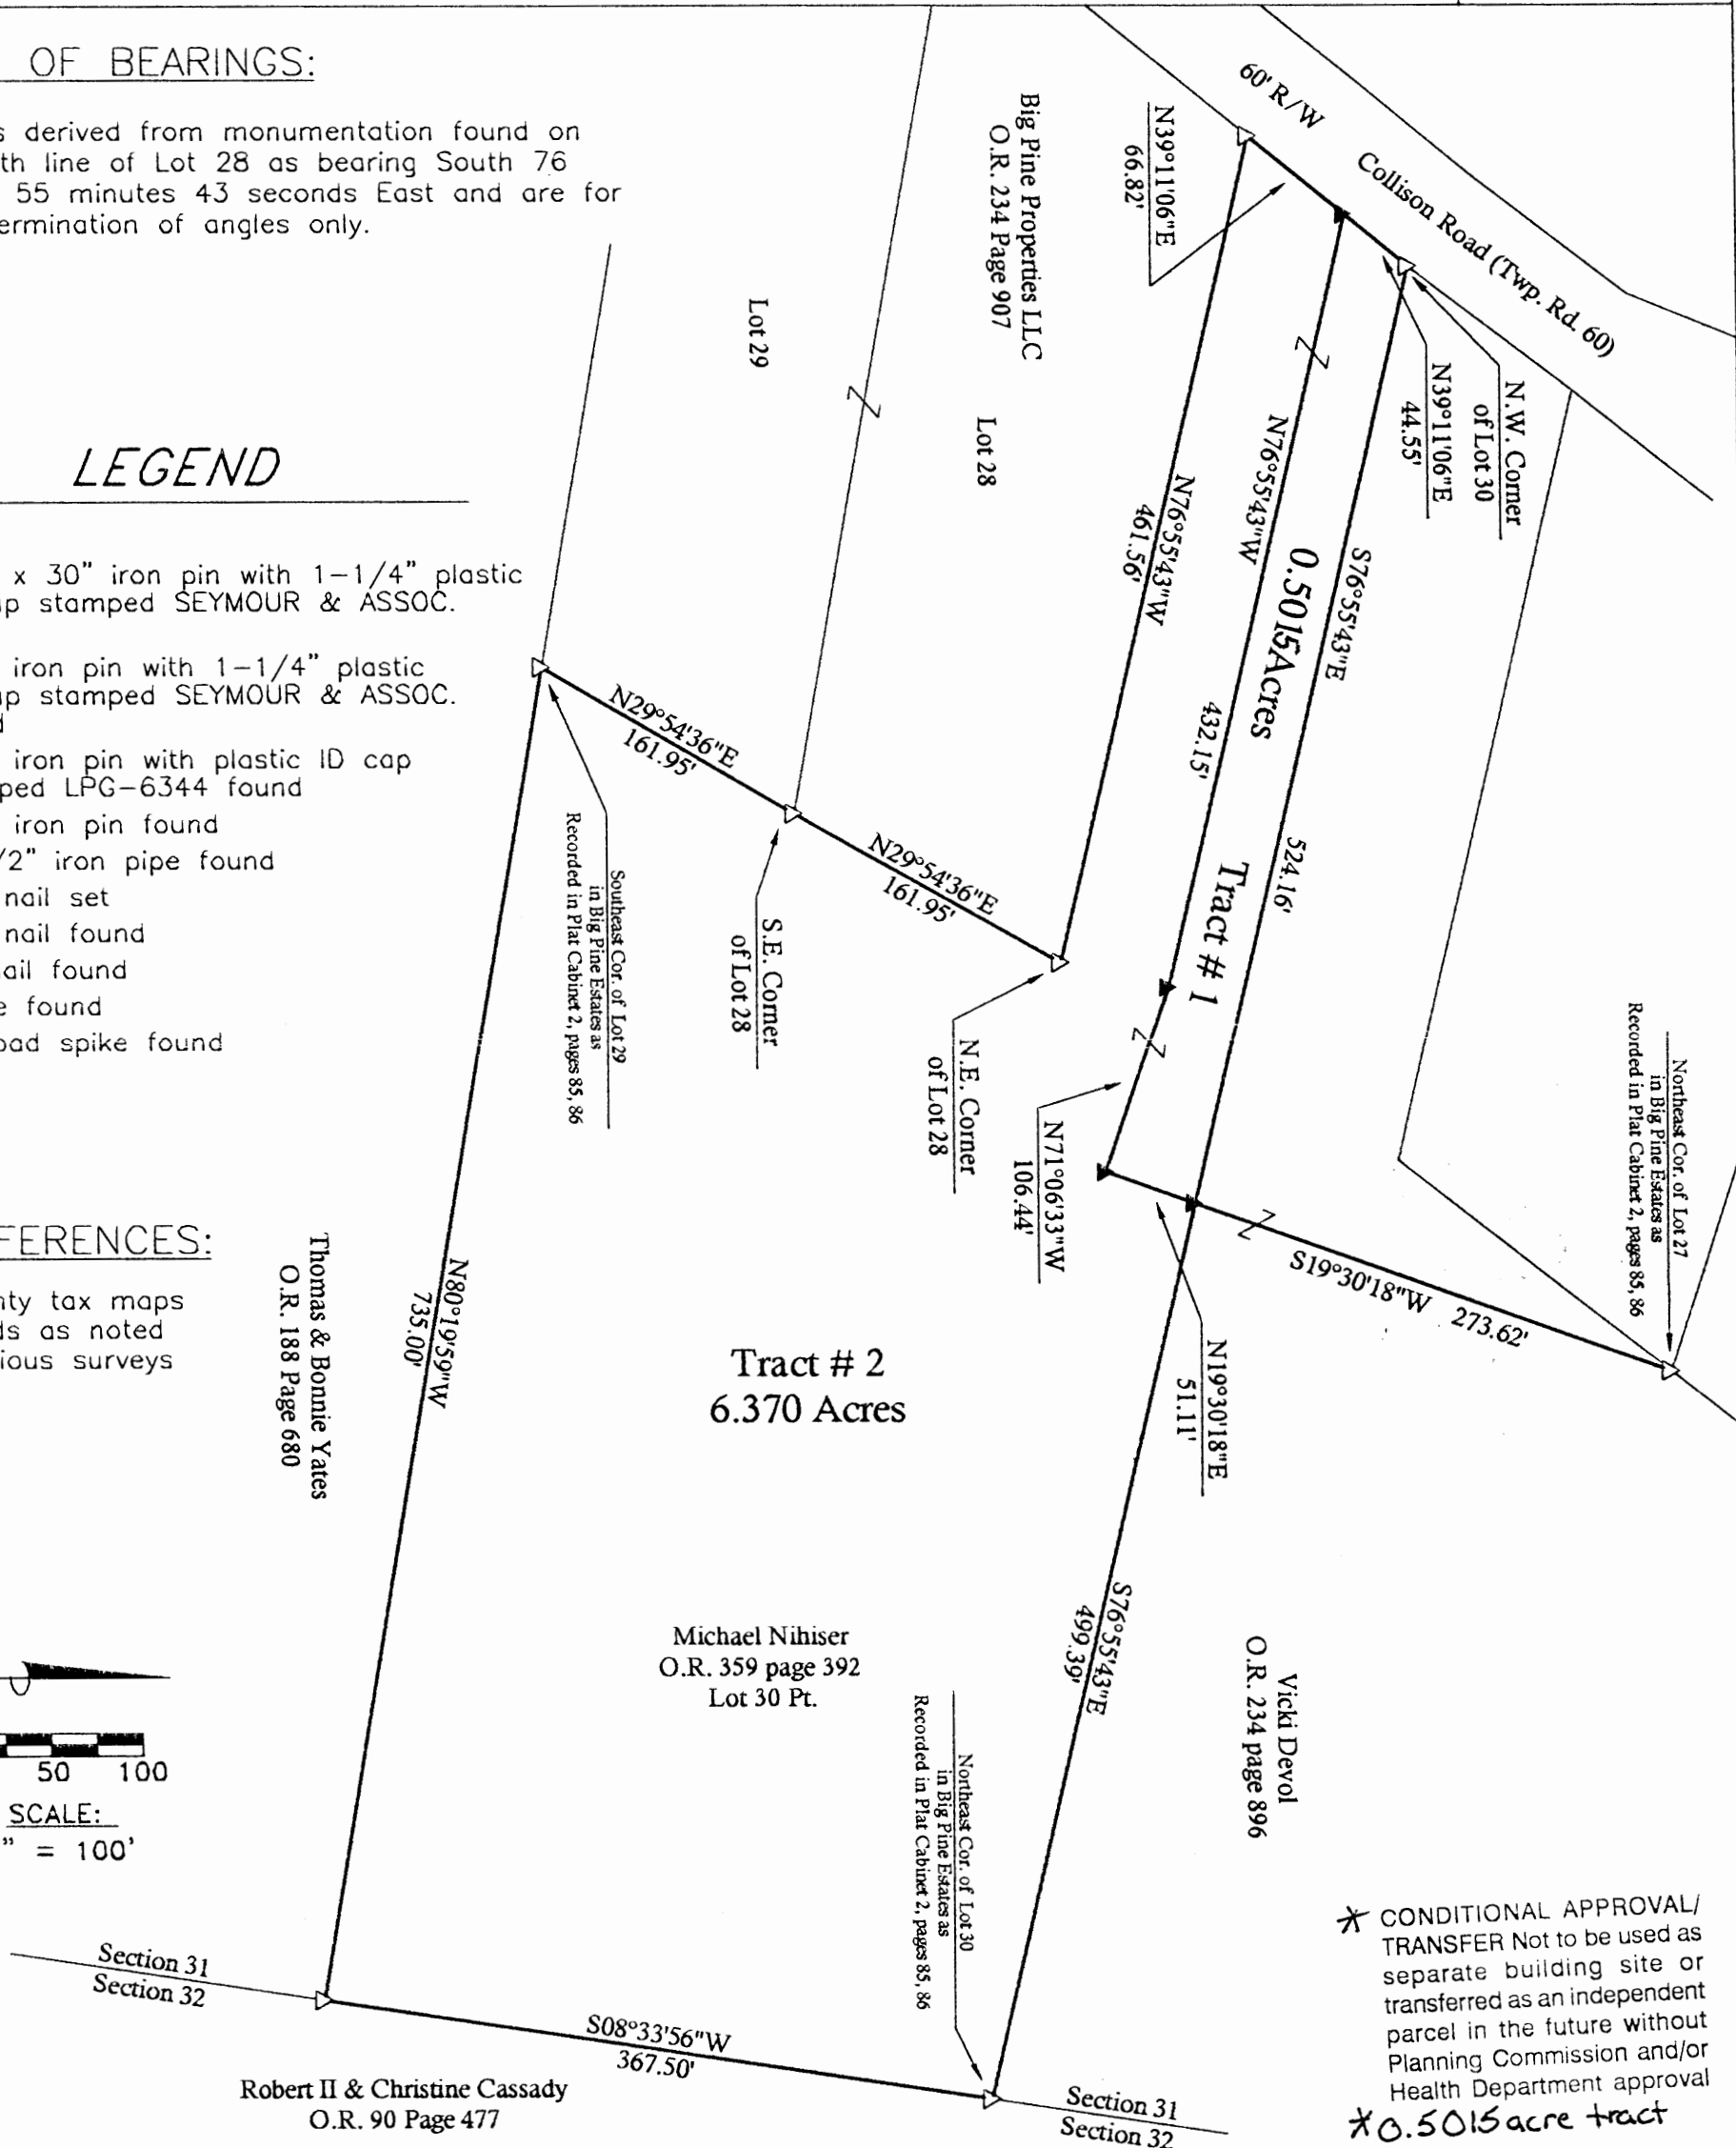 OF BEARINGS:
s derived from monumentation found on
th line of Lot 28 as bearing South 76
55 minutes 43 seconds East and are for
ermination of angles only.
LEGEND
x 30" iron pin with 1-1/4" plastic
p stamped SEYMOUR & ASSOC.
iron pin with 1-1/4" plastic
p stamped SEYMOUR & ASSOC.
d
iron pin with plastic ID cap
ped LPG-6344 found
iron pin found
/2" iron pipe found
nail set
nail found
ail found
e found
oad spike found
FERENCES:
nty tax maps
ds as noted
ious surveys
50 100
SCALE:
" = 100'
60' R/W
Collison Road (Twp. Rd. 60)
N39°11'06"E
66.82'
Big Pine Properties LLC
O.R. 234 Page 907
Lot 28
Lot 29
N.W. Corner
of Lot 30
N39°11'06"E
44.55'
N76°55'43"W
461.56'
N76°55'43"W
432.15'
0.5015 Acres
Tract # 1
S76°55'43"E
524.16'
N29°54'36"E
161.95'
N29°54'36"E
161.95'
Southeast Cor. of Lot 29
in Big Pine Estates as
Recorded in Plat Cabinet 2, pages 85, 86
S.E. Corner
of Lot 28
N.E. Corner
of Lot 28
N71°06'33"W
106.44'
Northeast Cor. of Lot 27
in Big Pine Estates as
Recorded in Plat Cabinet 2, pages 85, 86
S19°30'18"W 273.62'
N19°30'18"E
51.11'
Thomas & Bonnie Yates
O.R. 188 Page 680
N80°19'59"W
735.00'
Tract # 2
6.370 Acres
Michael Nihiser
O.R. 359 page 392
Lot 30 Pt.
S76°55'43"E
499.39'
Vicki Devol
O.R. 234 page 896
Northeast Cor. of Lot 30
in Big Pine Estates as
Recorded in Plat Cabinet 2, pages 85, 86
Section 31
Section 32
S08°33'56"W
367.50'
Robert II & Christine Cassady
O.R. 90 Page 477
Section 31
Section 32
* CONDITIONAL APPROVAL/
TRANSFER Not to be used as
separate building site or
transferred as an independent
parcel in the future without
Planning Commission and/or
Health Department approval
* 0.5015 acre tract